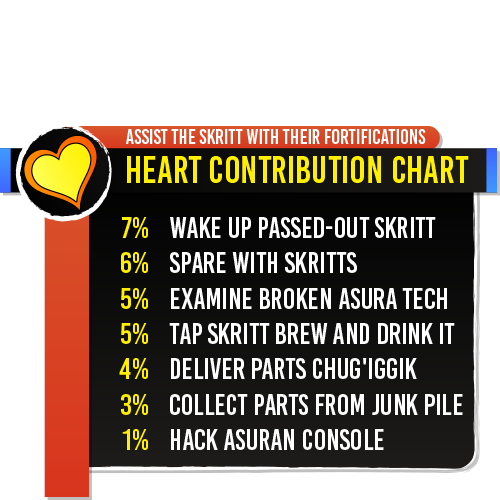 ASSIST THE SKRITT WITH THEIR FORTIFICATIONS
HEART CONTRIBUTION CHART
7% WAKE UP PASSED-OUT SKRITT
6% SPARE WITH SKRITTS
5% EXAMINE BROKEN ASURA TECH
5% TAP SKRITT BREW AND DRINK IT
4% DELIVER PARTS CHUG'IGGIK
3% COLLECT PARTS FROM JUNK PILE
1% HACK ASURAN CONSOLE